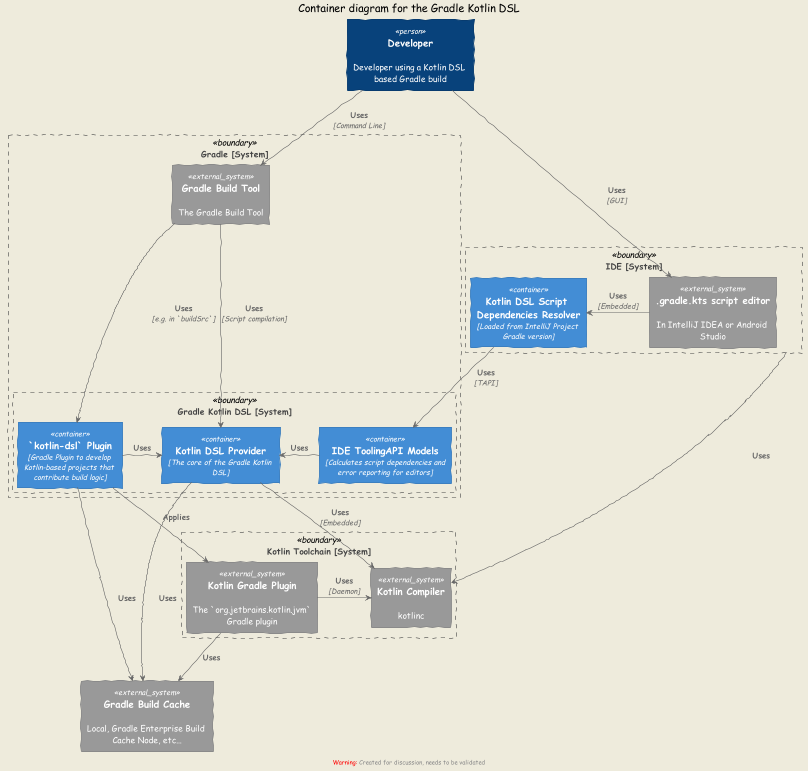 Container diagram for the Gradle Kotlin DSL
«person»
Developer
Developer using a Kotlin DSL
based Gradle build
Uses
[Command Line]
Uses
[GUI]
«boundary»
Gradle [System]
«external_system»
Gradle Build Tool
The Gradle Build Tool
«boundary»
IDE [System]
«container»
Kotlin DSL Script
Dependencies Resolver
[Loaded from IntelliJ Project
Gradle version]
Uses
[Embedded]
«external_system»
.gradle.kts script editor
In IntelliJ IDEA or Android
Studio
Uses
[e.g. in `buildSrc`]
Uses
[Script compilation]
Uses
[TAPI]
«boundary»
Gradle Kotlin DSL [System]
«container»
`kotlin-dsl` Plugin
[Gradle Plugin to develop
Kotlin-based projects that
contribute build logic]
Uses
«container»
Kotlin DSL Provider
[The core of the Gradle Kotlin
DSL]
Uses
«container»
IDE ToolingAPI Models
[Calculates script dependencies and
error reporting for editors]
Uses
Applies
Uses
[Embedded]
«boundary»
Kotlin Toolchain [System]
«external_system»
Kotlin Gradle Plugin
The `org.jetbrains.kotlin.jvm`
Gradle plugin
Uses
[Daemon]
«external_system»
Kotlin Compiler
kotlinc
Uses
Uses
Uses
«external_system»
Gradle Build Cache
Local, Gradle Enterprise Build
Cache Node, etc...
Warning: Created for discussion, needs to be validated